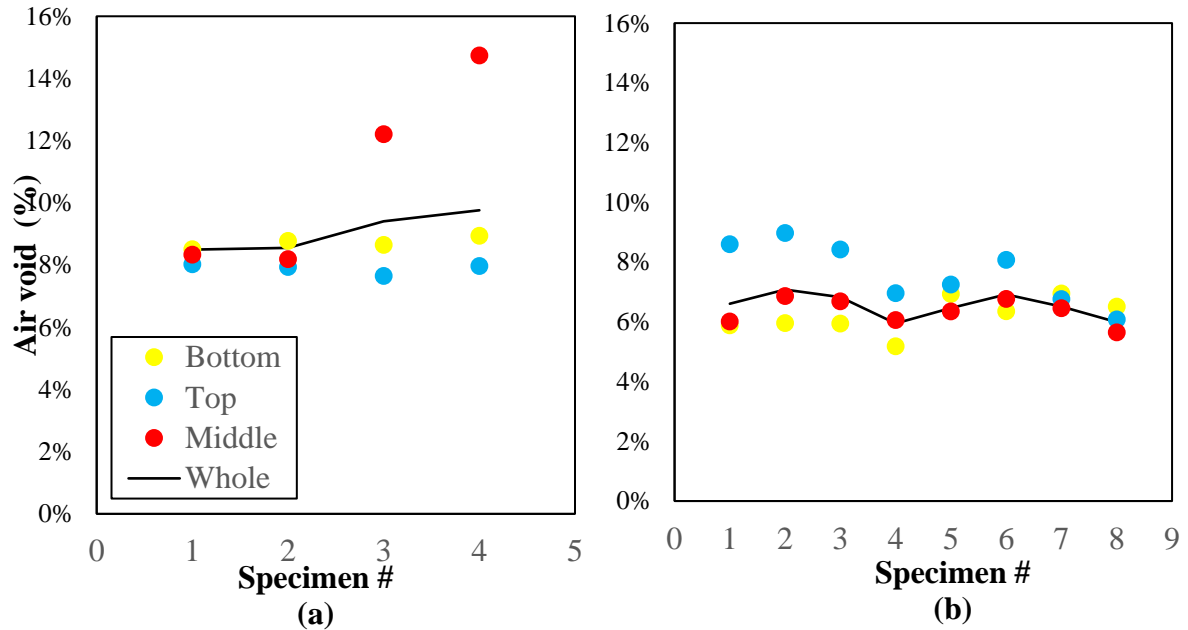 16%
14%
12%
10%
8%
6%
4%
2%
0%
Air void (%)
Bottom
Top
Middle
Whole
0 1 2 3 4 5
Specimen #
(a)
16%
14%
12%
10%
8%
6%
4%
2%
0%
0 1 2 3 4 5 6 7 8 9
Specimen #
(b)